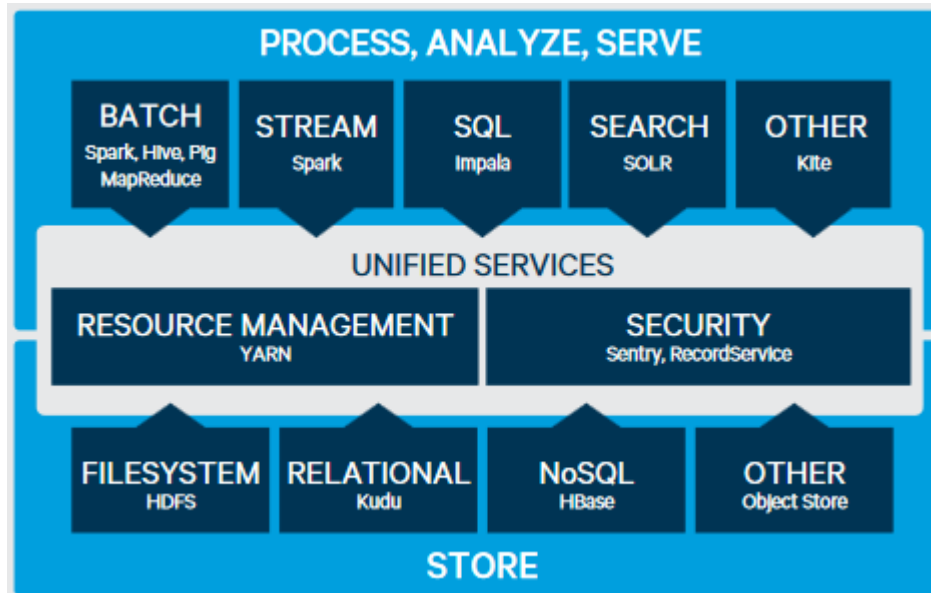 PROCESS, ANALYZE, SERVE
BATCH
Spark, Hive, Pig
MapReduce
STREAM
Spark
SQL
Impala
SEARCH
SOLR
OTHER
Kite
UNIFIED SERVICES
RESOURCE MANAGEMENT
YARN
SECURITY
Sentry, RecordService
FILESYSTEM
HDFS
RELATIONAL
Kudu
NoSQL
HBase
OTHER
Object Store
STORE